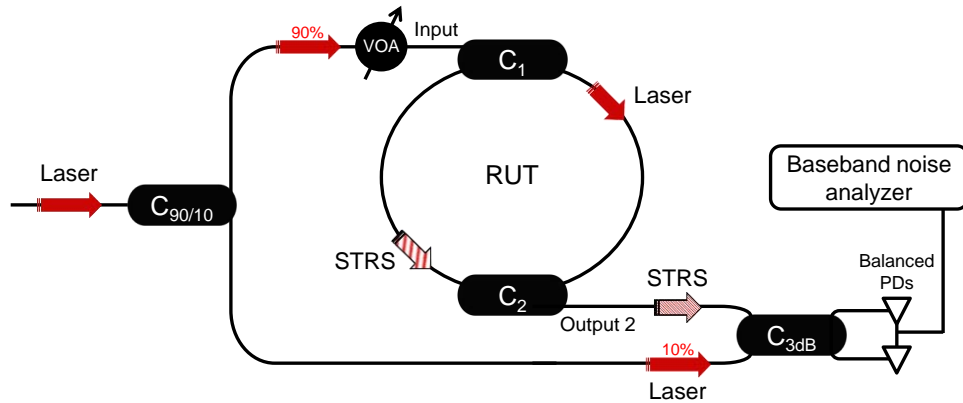 90%
VOA
Input
C1
Laser
Laser
C90/10
RUT
Baseband noise
analyzer
STRS
C2
Output 2
STRS
Balanced
PDs
C3dB
10%
Laser